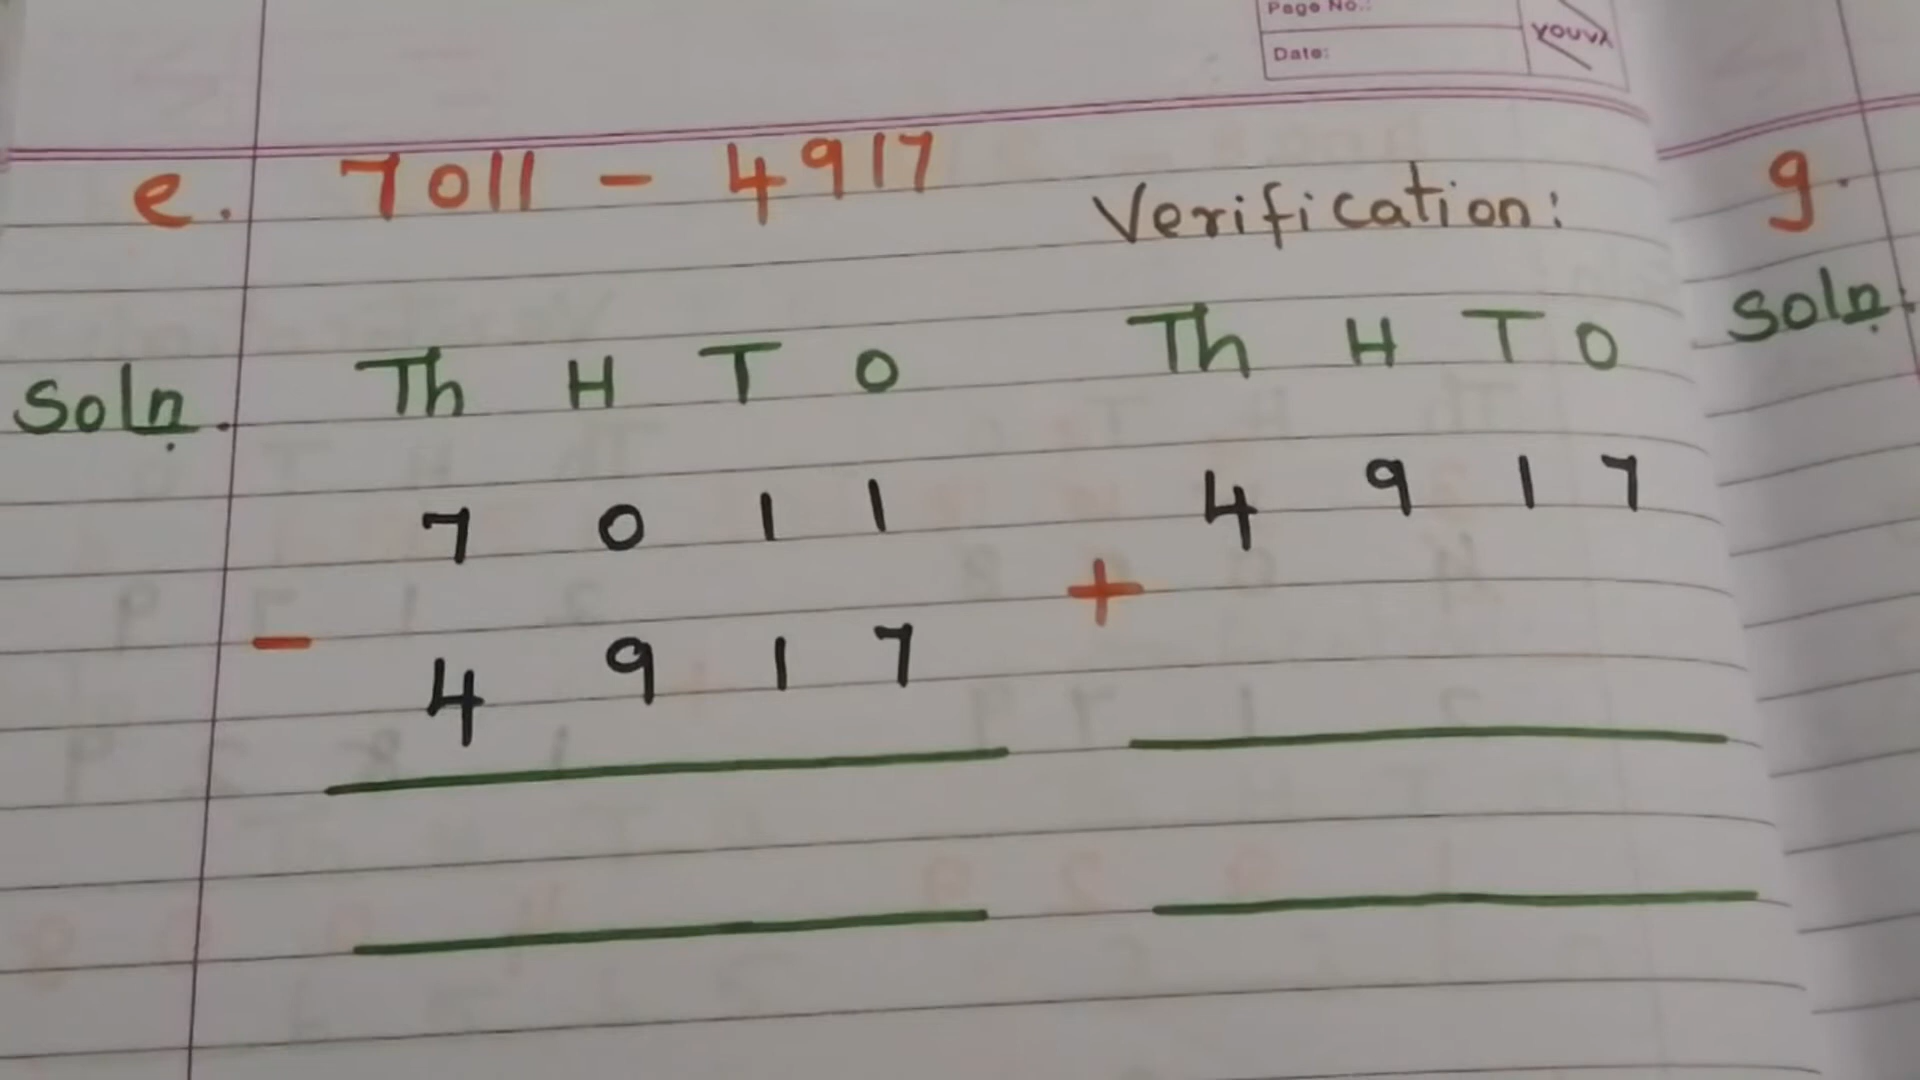 Page No.:
Date:
YOUVA
e. 7011 - 4917
Verification:
g.
Soln.
Th H T O
Th H T O
Soln.
7 0 1 1
4 9 1 7
+
-
4 9 1 7